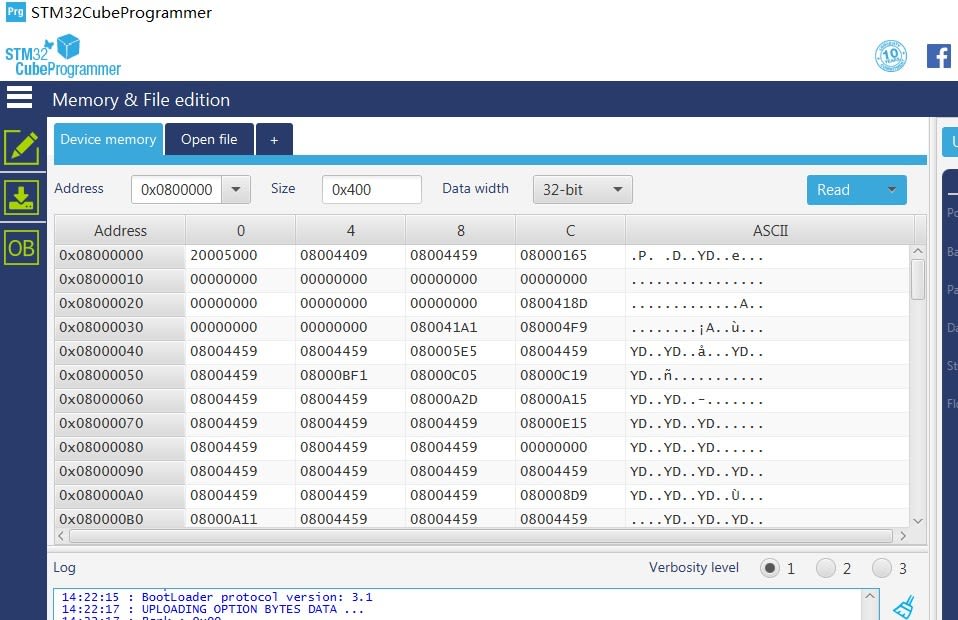 Prg STM32CubeProgrammer
STM32
CubeProgrammer
10
Memory & File edition
Device memory Open file +
Address 0x0800000 Size 0x400 Data width 32-bit Read
Address 0 4 8 C ASCII
0x08000000 20005000 08004409 08004459 08000165 .P. .D..YD..e...
0x08000010 00000000 00000000 00000000 00000000 ................
0x08000020 00000000 00000000 00000000 0800418D .............A..
0x08000030 00000000 00000000 080041A1 080004F9 ........¡A..ù...
0x08000040 08004459 08004459 080005E5 08004459 YD..YD..å...YD..
0x08000050 08004459 08000BF1 08000C05 08000C19 YD..ñ...........
0x08000060 08004459 08004459 08000A2D 08000A15 YD..YD..-.......
0x08000070 08004459 08004459 08004459 08000E15 YD..YD..YD......
0x08000080 08004459 08004459 08004459 00000000 YD..YD..YD......
0x08000090 08004459 08004459 08004459 08004459 YD..YD..YD..YD..
0x080000A0 08004459 08004459 08004459 080008D9 YD..YD..YD..Ù...
0x080000B0 08000A11 08004459 08004459 08004459 ....YD..YD..YD..
OB
Log Verbosity level 1 2 3
14:22:15 : BootLoader protocol version: 3.1
14:22:17 : UPLOADING OPTION BYTES DATA ...